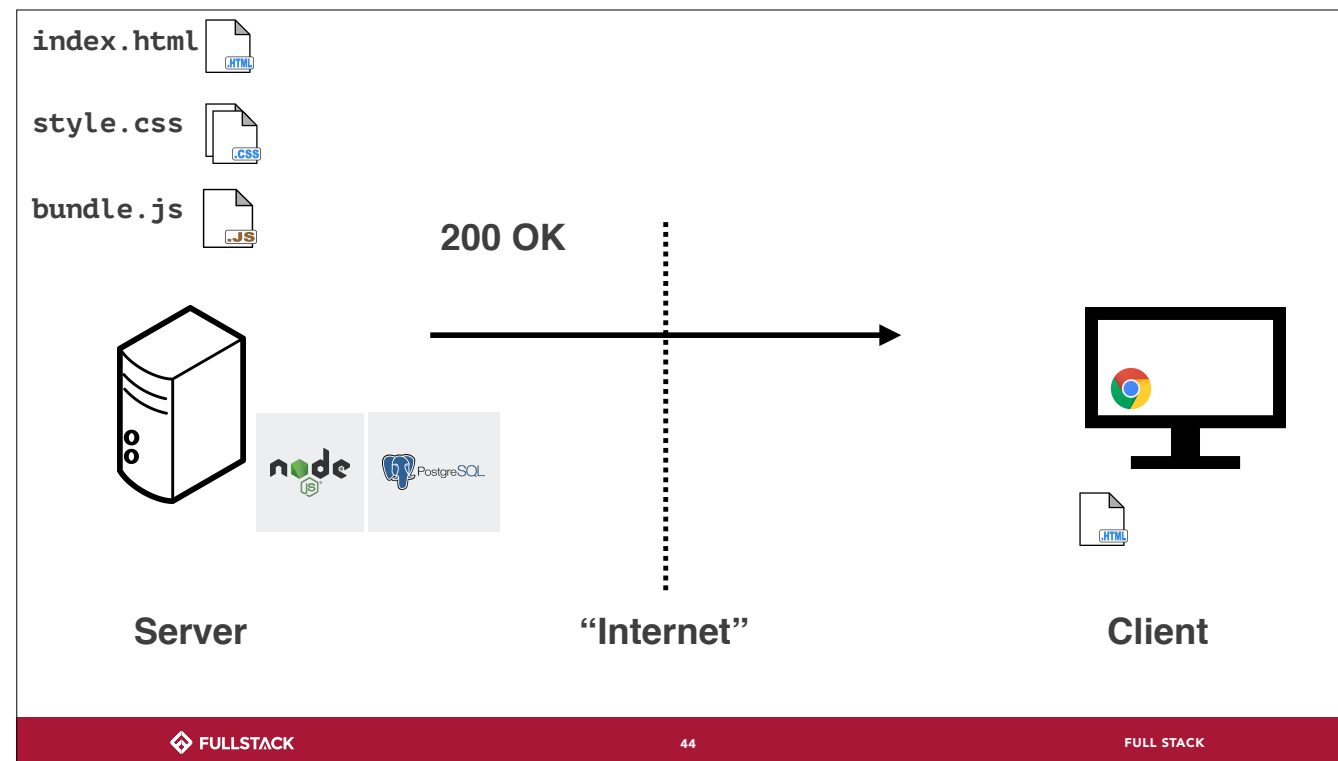 index.html
.HTML
style.css
.CSS
bundle.js
.JS
200 OK
node
JS
PostgreSQL
.HTML
Server
“Internet”
Client
FULLSTACK
44
FULL STACK